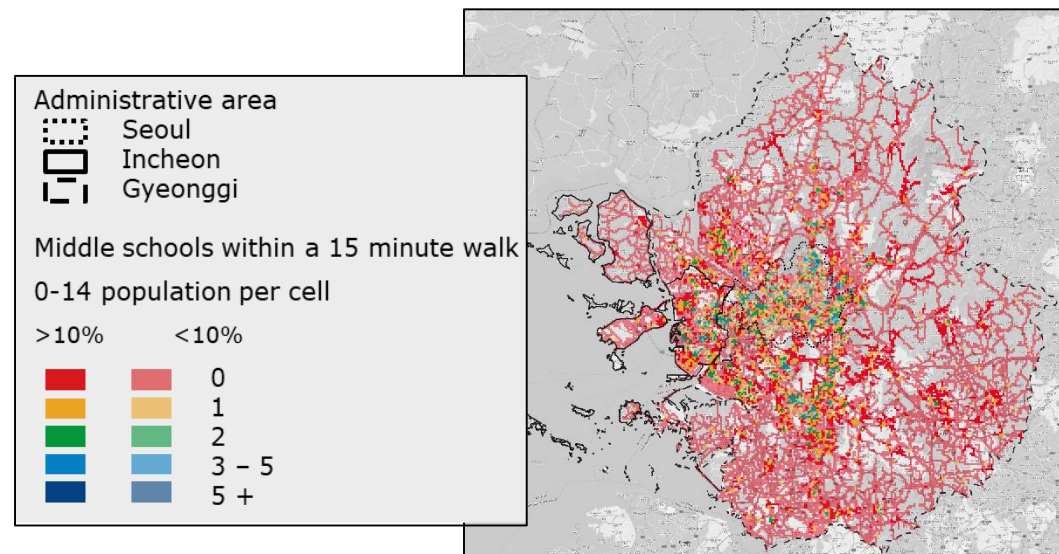 Administrative area
Seoul
Incheon
Gyeonggi
Middle schools within a 15 minute walk
0-14 population per cell
>10% <10%
0
1
2
3 – 5
5 +